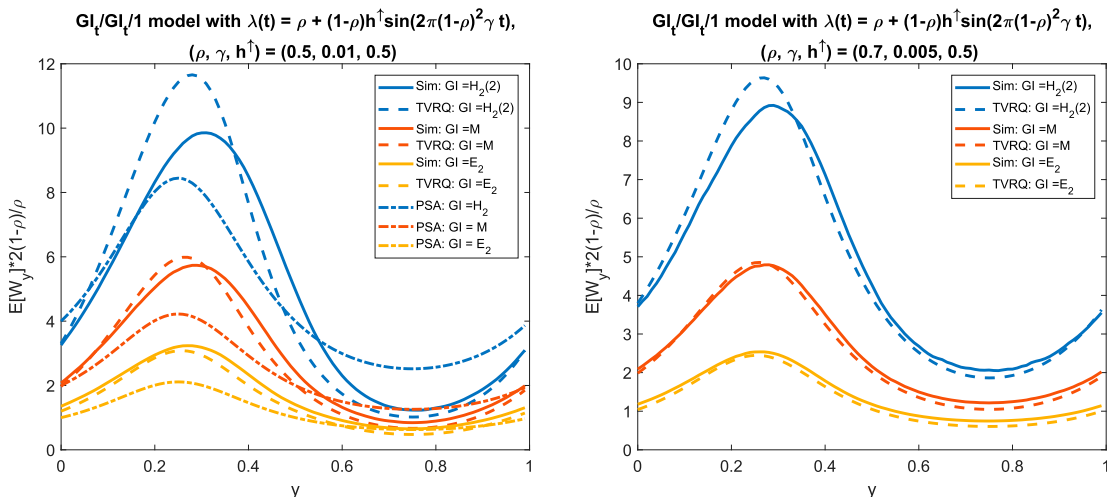 GI_t/GI_t/1 model with λ(t) = ρ + (1-ρ)h^↑sin(2π(1-ρ)^2γ t),
(ρ, γ, h^↑) = (0.5, 0.01, 0.5)
E[W_y]*2(1-ρ)/ρ
12
10
8
6
4
2
0
0
0.2
0.4
0.6
0.8
1
y
Sim: GI =H_2(2)
TVRQ: GI =H_2(2)
Sim: GI =M
TVRQ: GI =M
Sim: GI =E_2
TVRQ: GI =E_2
PSA: GI =H_2
PSA: GI = M
PSA: GI = E_2
GI_t/GI_t/1 model with λ(t) = ρ + (1-ρ)h^↑sin(2π(1-ρ)^2γ t),
(ρ, γ, h^↑) = (0.7, 0.005, 0.5)
E[W_y]*2(1-ρ)/ρ
10
9
8
7
6
5
4
3
2
1
0
0
0.2
0.4
0.6
0.8
1
y
Sim: GI =H_2(2)
TVRQ: GI =H_2(2)
Sim: GI =M
TVRQ: GI =M
Sim: GI =E_2
TVRQ: GI =E_2